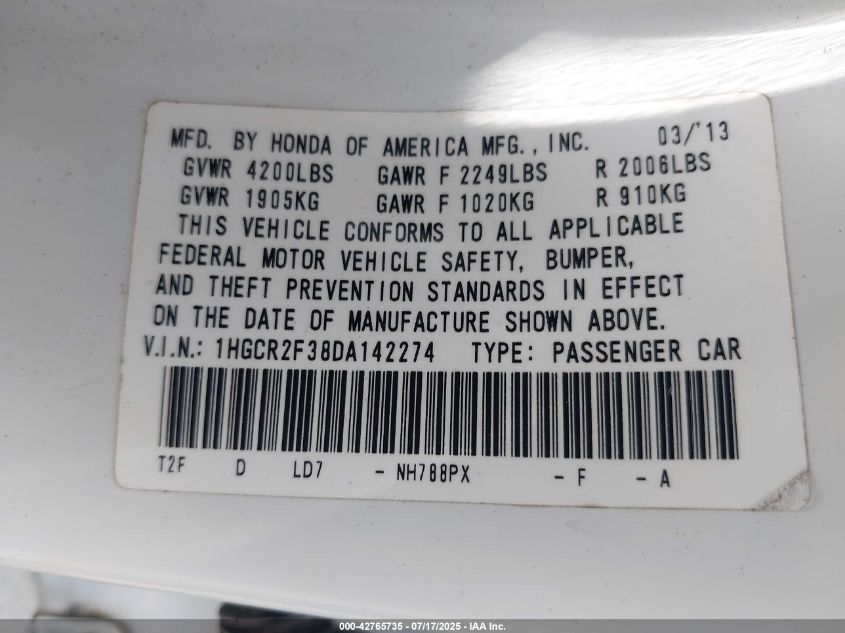 MFD. BY HONDA OF AMERICA MFG., INC. 03/'13
GVWR 4200LBS GAWR F 2249LBS R 2006LBS
GVWR 1905KG GAWR F 1020KG R 910KG
THIS VEHICLE CONFORMS TO ALL APPLICABLE
FEDERAL MOTOR VEHICLE SAFETY, BUMPER,
AND THEFT PREVENTION STANDARDS IN EFFECT
ON THE DATE OF MANUFACTURE SHOWN ABOVE.
V.I.N.: 1HGCR2F38DA142274 TYPE: PASSENGER CAR
T2F D LD7 - NH788PX - F - A
000-42765735 - 07/17/2025 - IAA Inc.